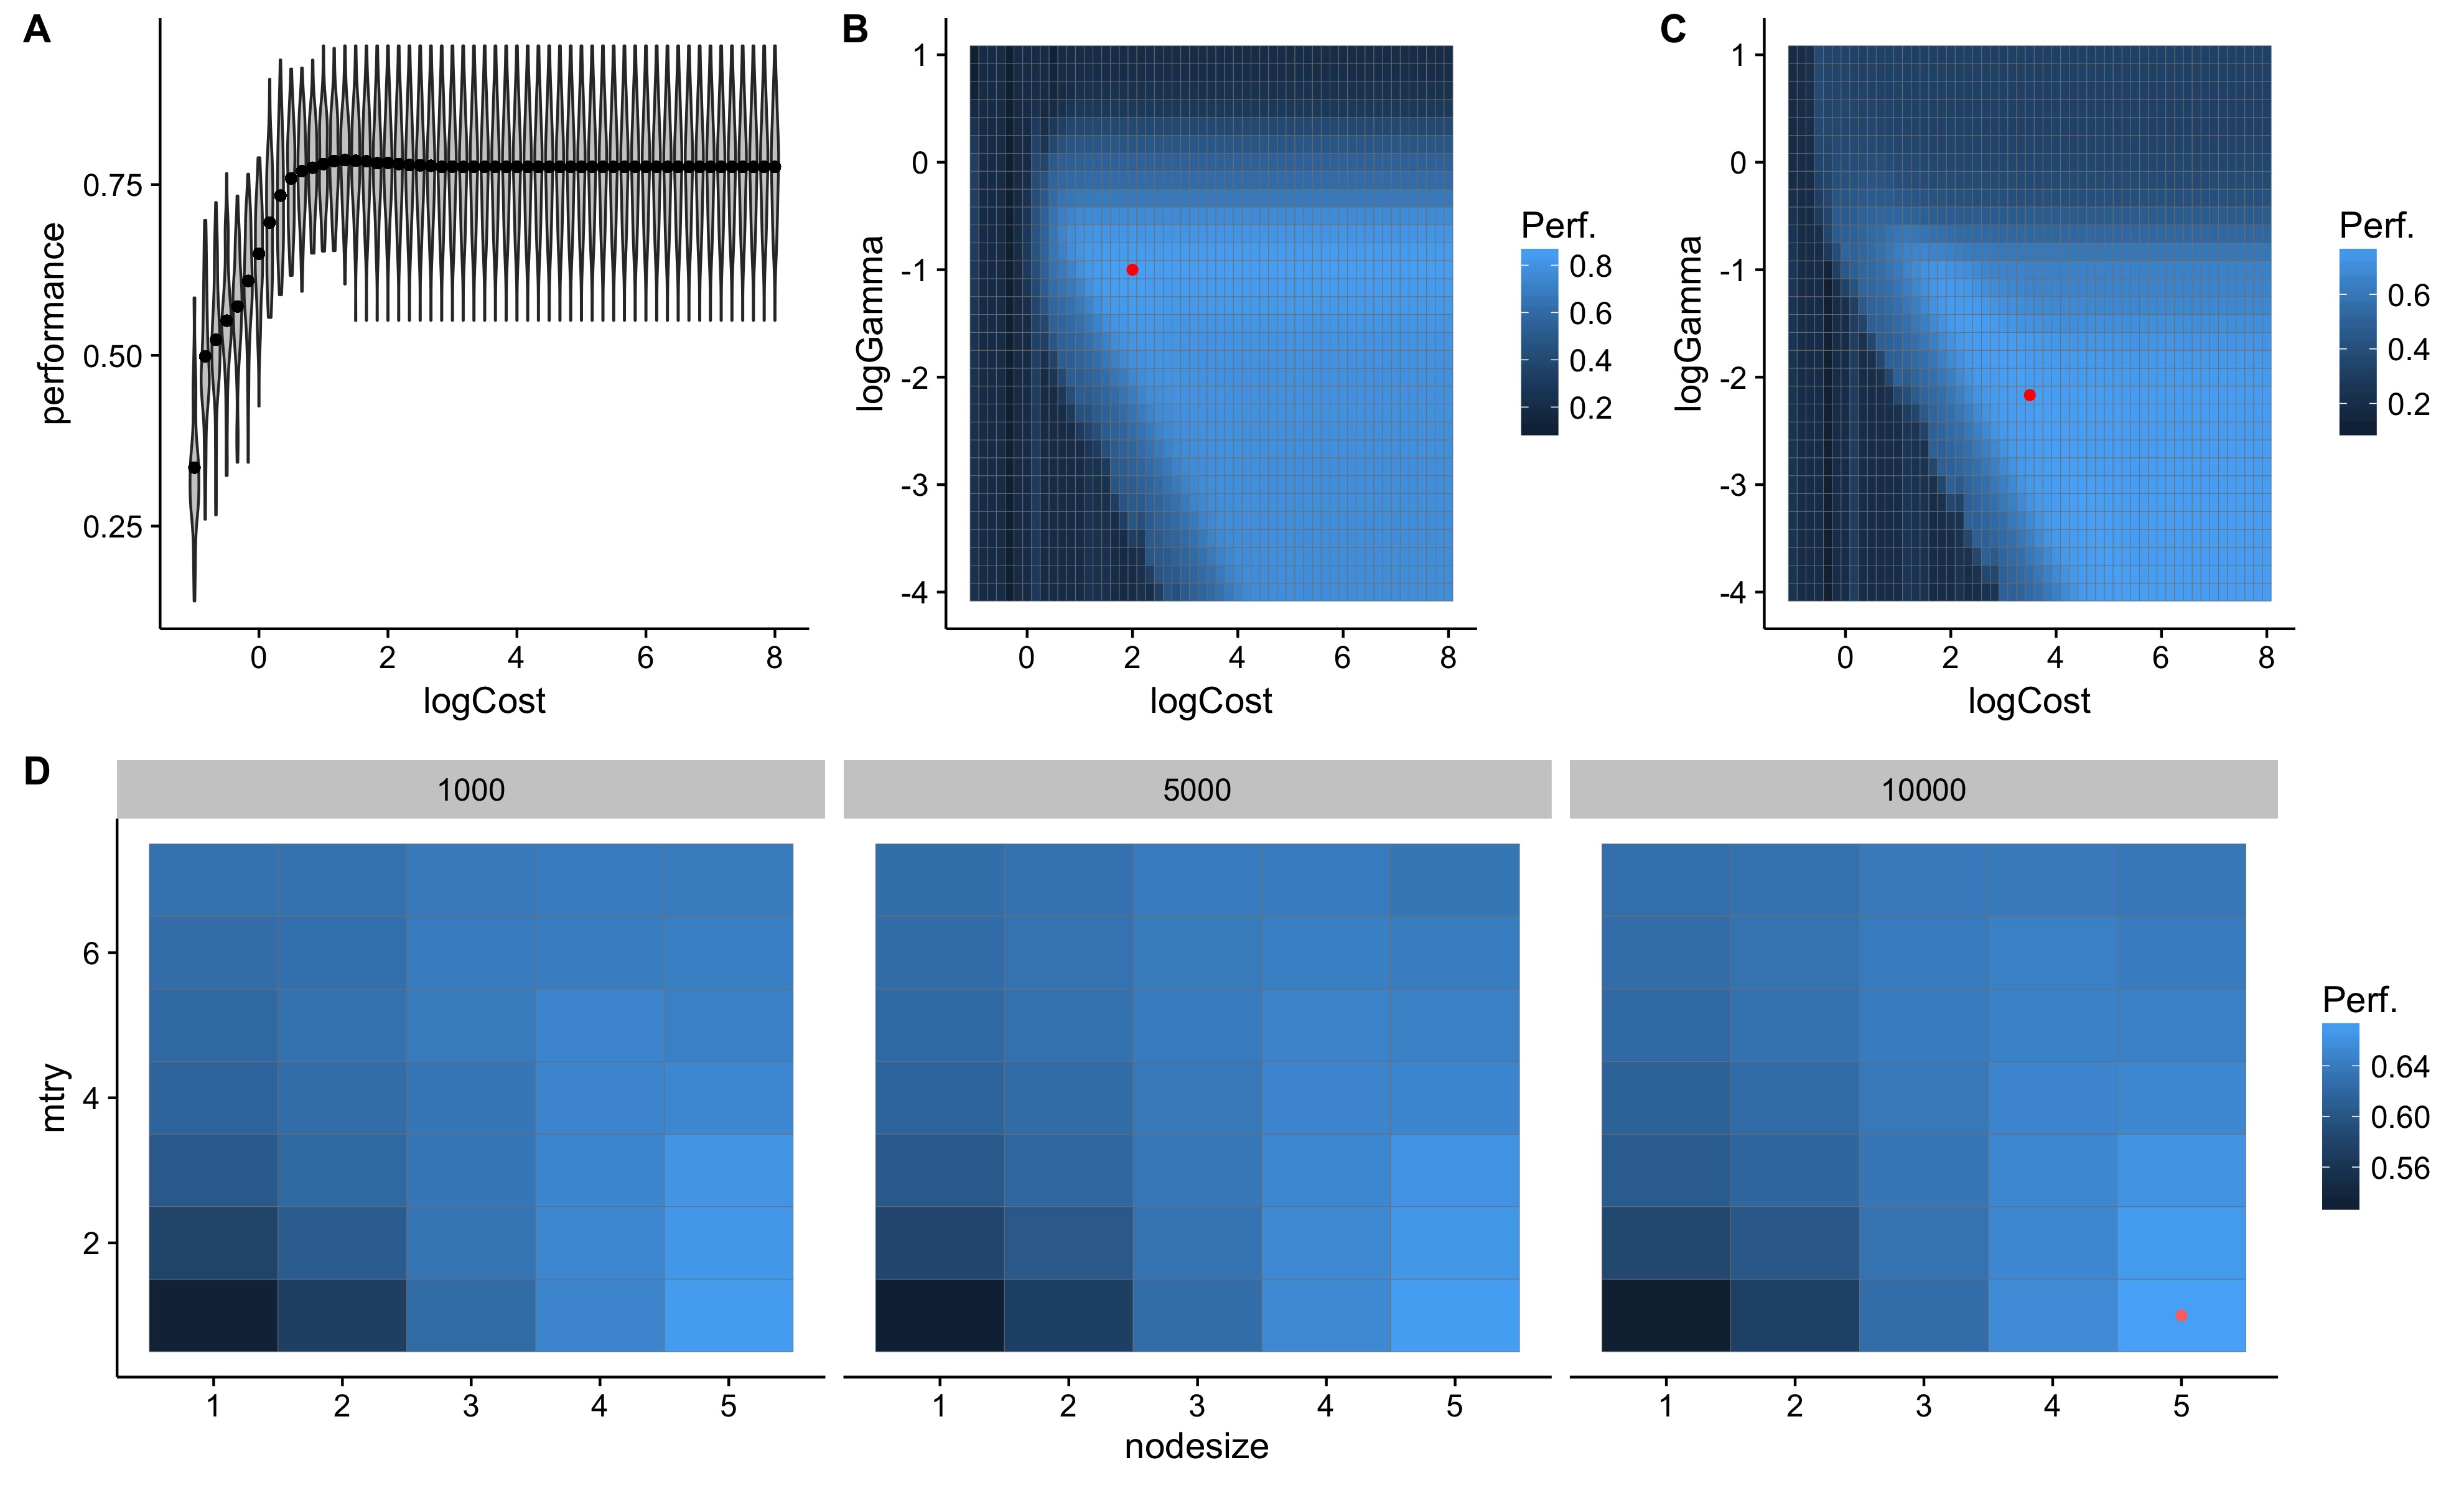 A
performance
0.75
0.50
0.25
0 2 4 6 8
logCost
B
logGamma
1
0
-1
-2
-3
-4
0 2 4 6 8
logCost
Perf.
0.8
0.6
0.4
0.2
C
logGamma
1
0
-1
-2
-3
-4
0 2 4 6 8
logCost
Perf.
0.6
0.4
0.2
D
1000 5000 10000
mtry
6
4
2
1 2 3 4 5 1 2 3 4 5 1 2 3 4 5
nodesize
Perf.
0.64
0.60
0.56